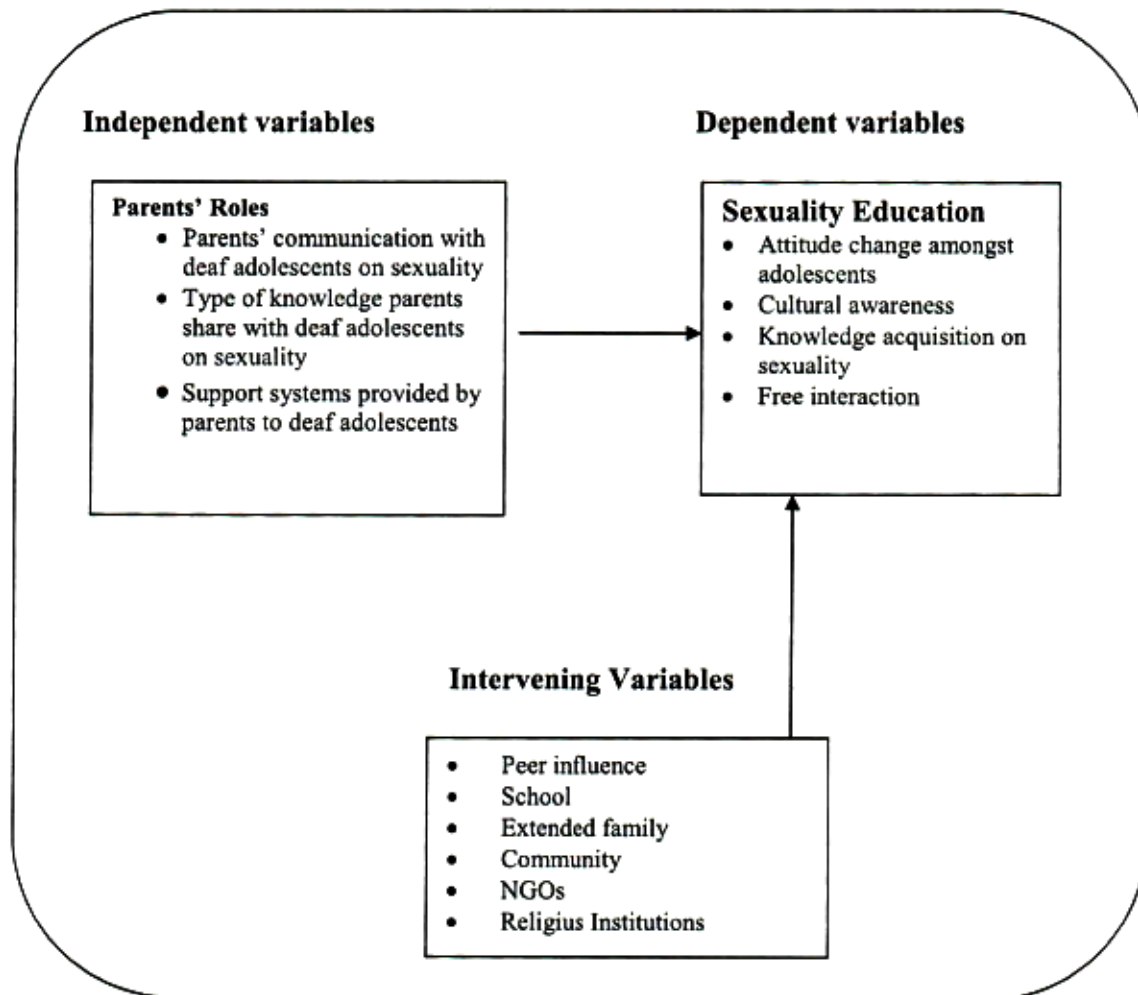 Independent variables
Dependent variables
Parents' Roles
• Parents' communication with
deaf adolescents on sexuality
• Type of knowledge parents
share with deaf adolescents
on sexuality
• Support systems provided by
parents to deaf adolescents
Sexuality Education
• Attitude change amongst
adolescents
• Cultural awareness
• Knowledge acquisition on
sexuality
• Free interaction
Intervening Variables
• Peer influence
• School
• Extended family
• Community
• NGOs
• Religius Institutions